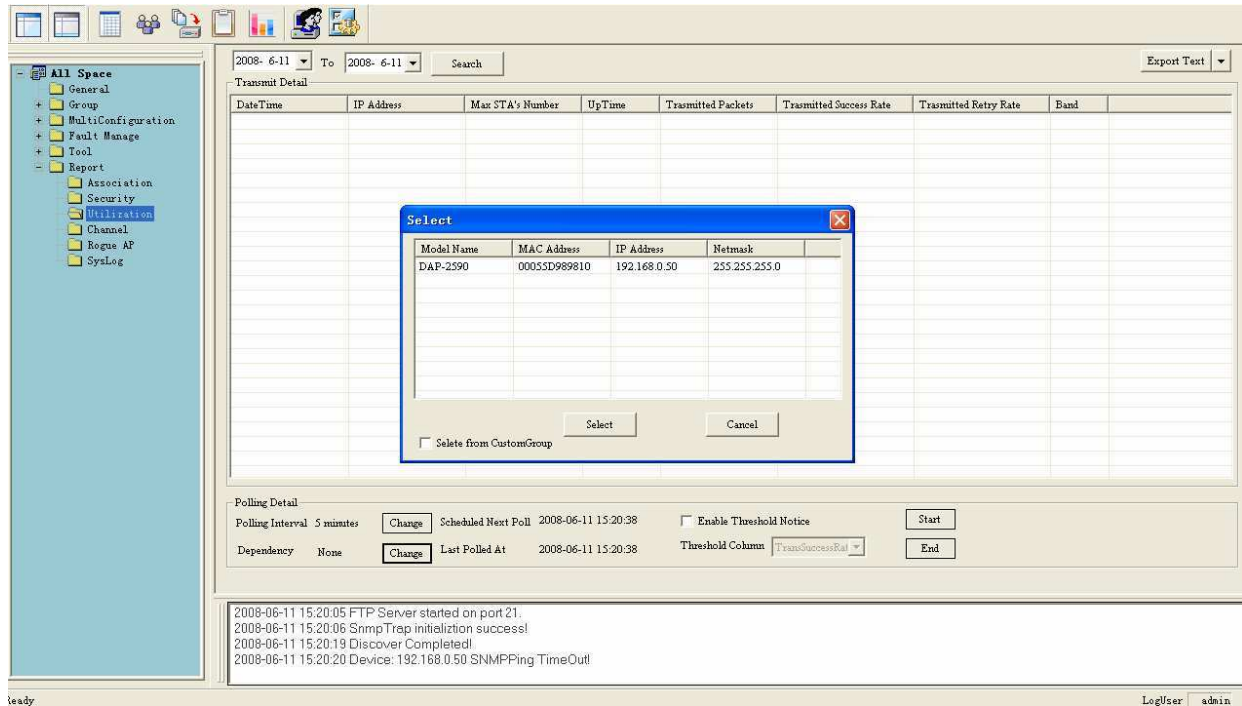 All Space
General
Group
MultiConfiguration
Fault Manage
Tool
Report
Association
Security
Utilization
Channel
Rogue AP
SysLog
2008- 6-11 To 2008- 6-11 Search Export Text
Transmit Detail
DateTime IP Address Max STA's Number UpTime Trasmitted Packets Trasmitted Success Rate Trasmitted Retry Rate Band
Select
Model Name MAC Address IP Address Netmask
DAP-2590 00055D989810 192.168.0.50 255.255.255.0
Select Cancel
Selete from CustomGroup
Polling Detail
Polling Interval 5 minutes Change Scheduled Next Poll 2008-06-11 15:20:38 Enable Threshold Notice Start
Dependency None Change Last Polled At 2008-06-11 15:20:38 Threshold Column TransSuccessRat End
2008-06-11 15:20:05 FTP Server started on port 21.
2008-06-11 15:20:06 SnmpTrap initializtion success!
2008-06-11 15:20:19 Discover Completed!
2008-06-11 15:20:20 Device: 192.168.0.50 SNMPPing TimeOut!
Ready LogUser admin